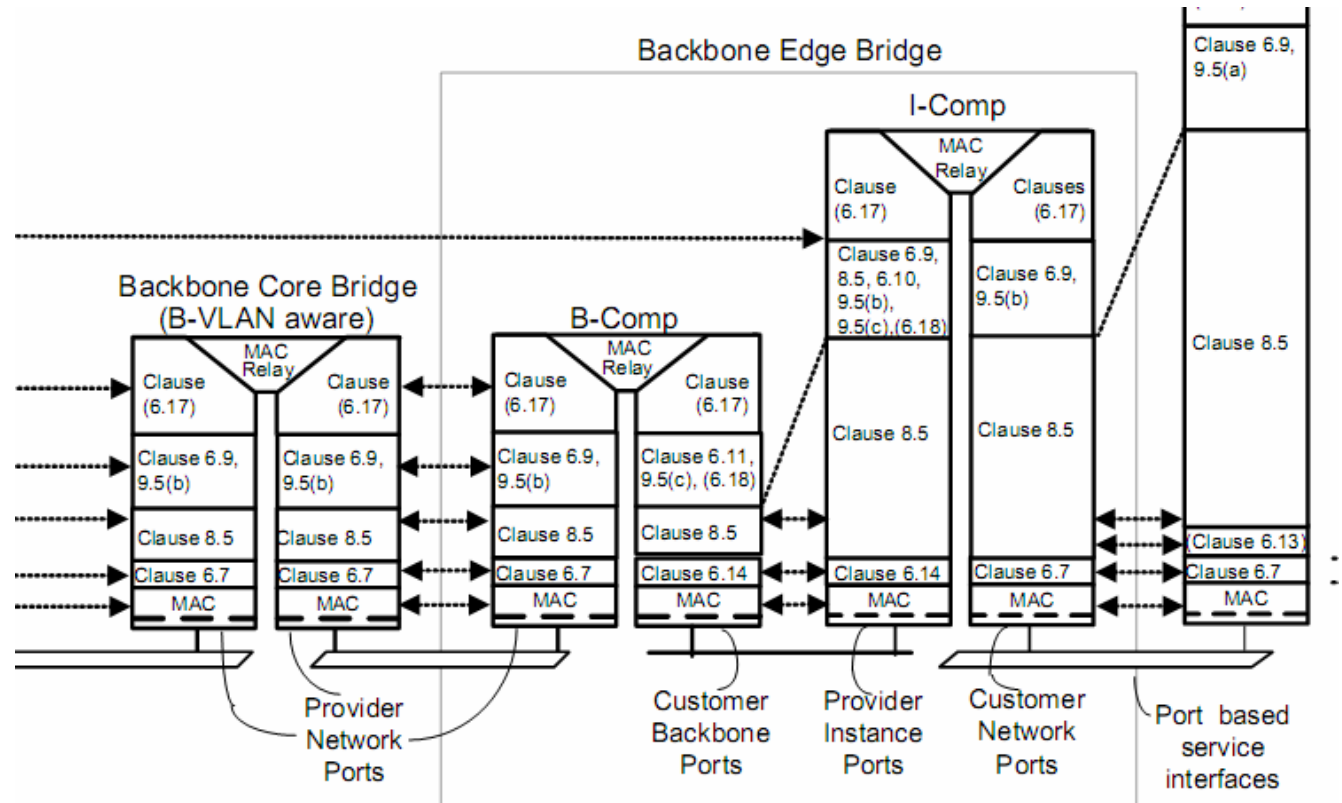 Backbone Edge Bridge
Clause 6.9,
9.5(a)
Clause 8.5
(Clause 6.13)
Clause 6.7
MAC
I-Comp
MAC
Relay
Clause
(6.17)
Clauses
(6.17)
Clause 6.9,
8.5, 6.10,
9.5(b),
9.5(c),(6.18)
Clause 6.9,
9.5(b)
Clause 8.5
Clause 8.5
Clause 6.14
Clause 6.7
MAC
MAC
Backbone Core Bridge
(B-VLAN aware)
MAC
Relay
Clause
(6.17)
Clause
(6.17)
Clause 6.9,
9.5(b)
Clause 6.9,
9.5(b)
Clause 8.5
Clause 8.5
Clause 6.7
Clause 6.7
MAC
MAC
B-Comp
MAC
Relay
Clause
(6.17)
Clause
(6.17)
Clause 6.9,
9.5(b)
Clause 6.11,
9.5(c), (6.18)
Clause 8.5
Clause 8.5
Clause 6.7
Clause 6.14
MAC
MAC
Provider
Network
Ports
Customer
Backbone
Ports
Provider
Instance
Ports
Customer
Network
Ports
Port based
service
interfaces